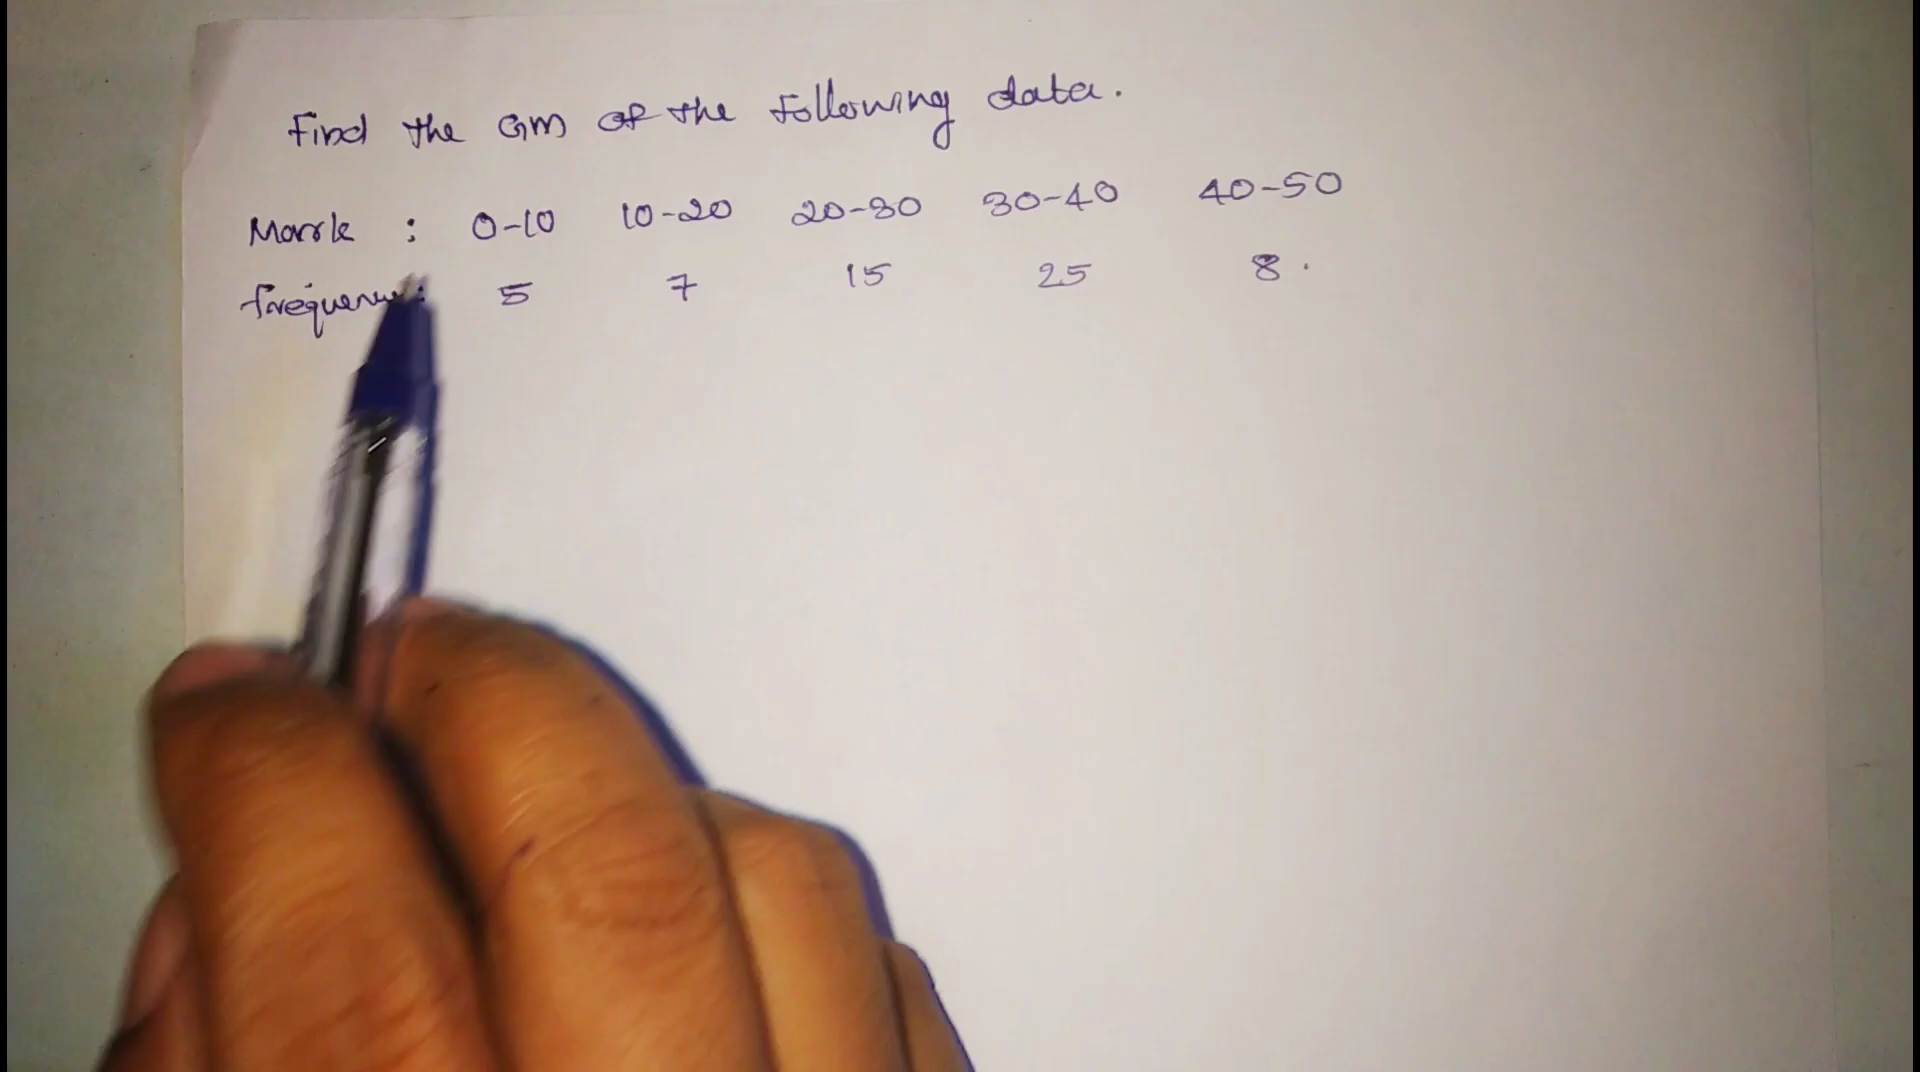 Find the GM of the following data.
Mark : 0-10 10-20 20-30 30-40 40-50
5 7 15 25 8.